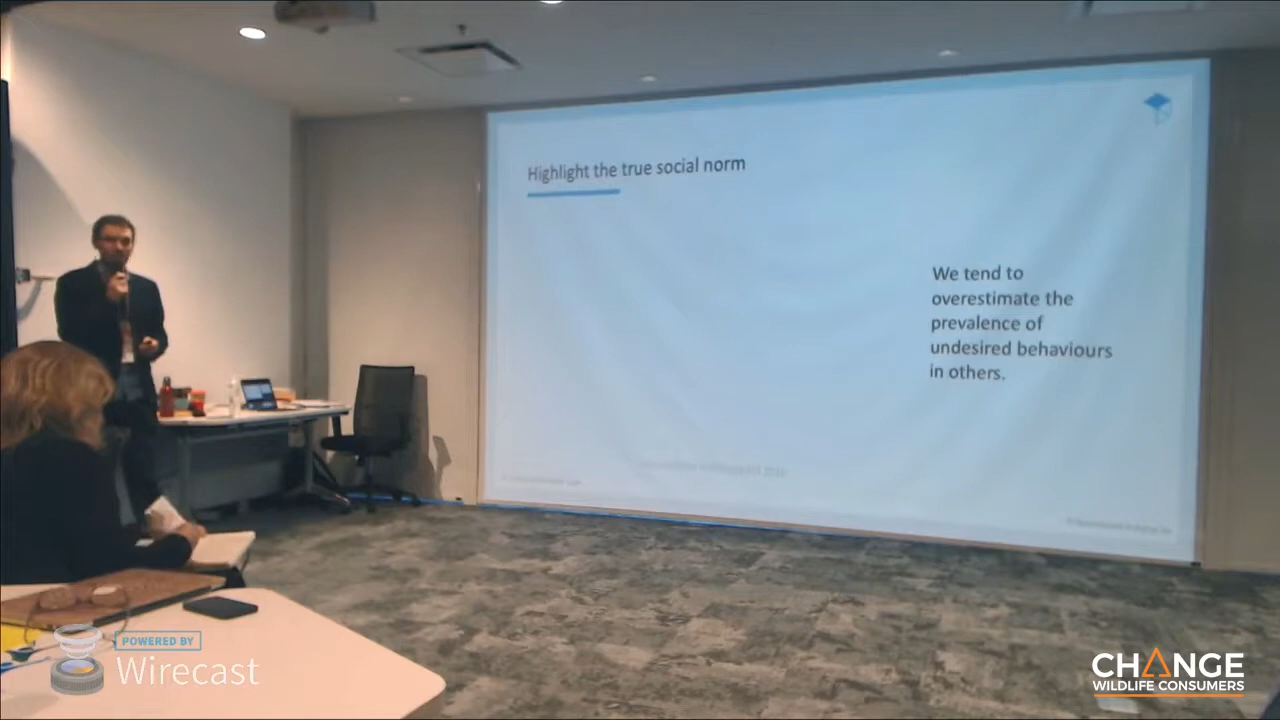 Highlight the true social norm
We tend to
overestimate the
prevalence of
undesired behaviours
in others.
POWERED BY
Wirecast
CHANGE
WILDLIFE CONSUMERS